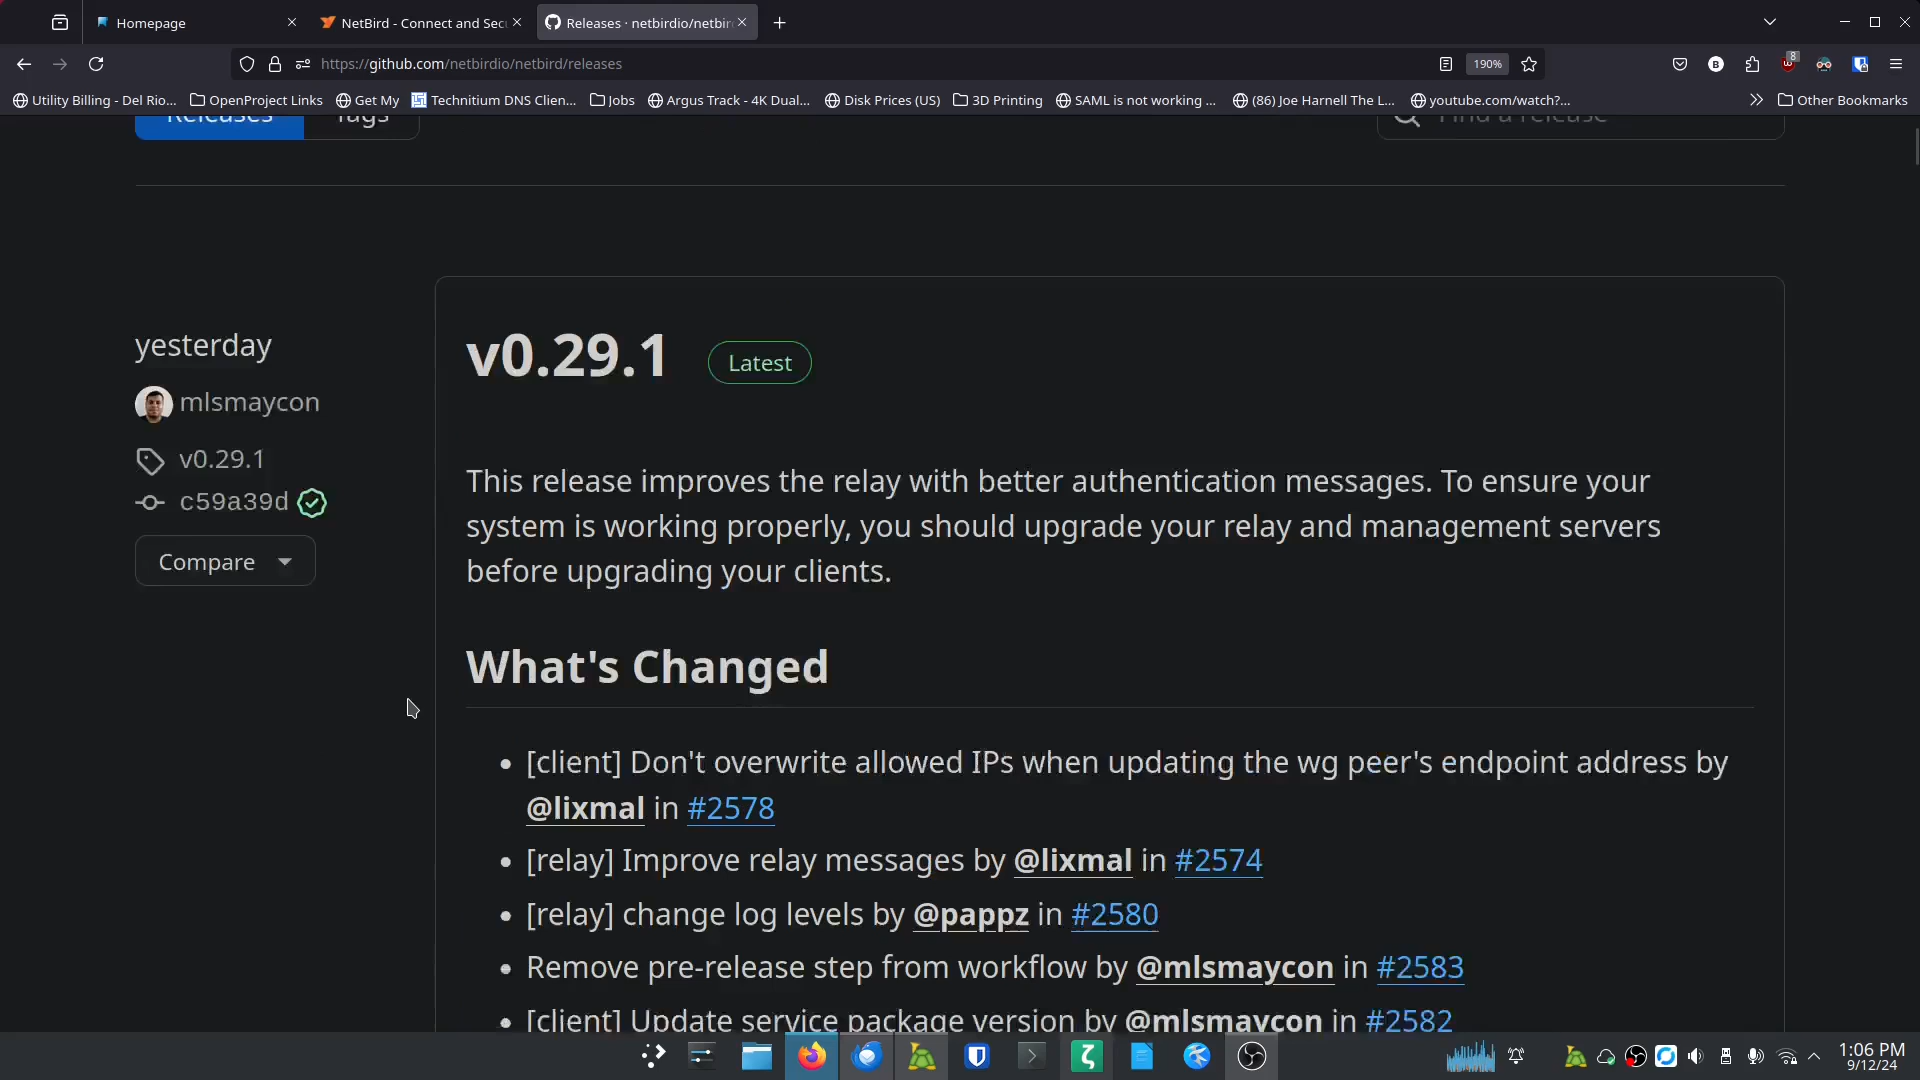 Homepage
NetBird - Connect and Sec
Releases · netbirdio/netbir
https://github.com/netbirdio/netbird/releases
190%
8
Utility Billing - Del Rio...
OpenProject Links
Get My
Technitium DNS Clien...
Jobs
Argus Track - 4K Dual...
Disk Prices (US)
3D Printing
SAML is not working ...
(86) Joe Harnell The L...
youtube.com/watch?...
Other Bookmarks
Releases
Tags
Find a release
yesterday
mlsmaycon
v0.29.1
c59a39d
Compare
v0.29.1
Latest
This release improves the relay with better authentication messages. To ensure your
system is working properly, you should upgrade your relay and management servers
before upgrading your clients.
What's Changed
[client] Don't overwrite allowed IPs when updating the wg peer's endpoint address by
@lixmal in #2578
[relay] Improve relay messages by @lixmal in #2574
[relay] change log levels by @pappz in #2580
Remove pre-release step from workflow by @mlsmaycon in #2583
[client] Update service package version by @mlsmaycon in #2582
1:06 PM
9/12/24